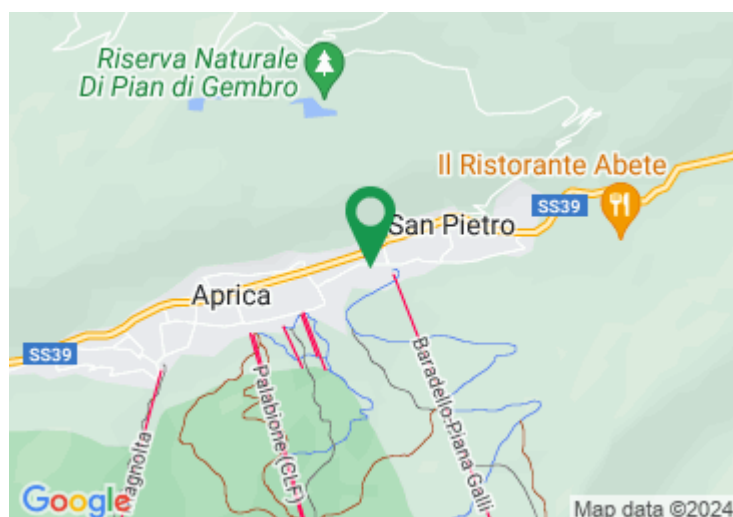 Riserva Naturale
Di Pian di Gembro
Il Ristorante Abete
SS39
San Pietro
Aprica
SS39
Baradello-Piana Galli
Palabione (CLF)
Google
Map data ©2024